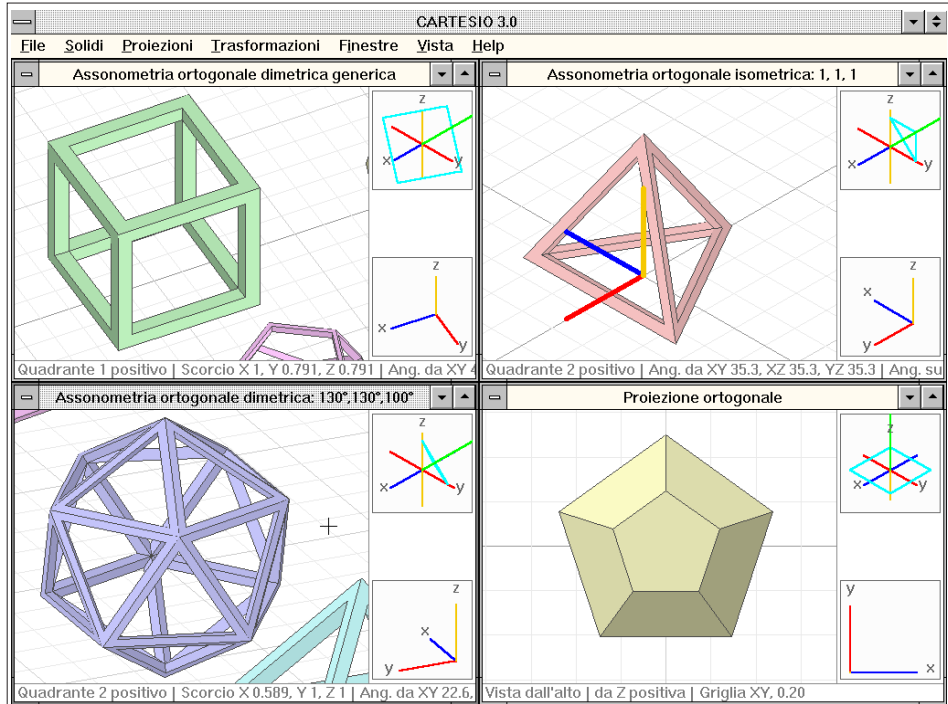 CARTESIO 3.0
File Solidi Proiezioni Trasformazioni Finestre Vista Help
Assonometria ortogonale dimetrica generica
z
x
y
z
x
y
Quadrante 1 positivo | Scorcio X 1, Y 0.791, Z 0.791 | Ang. da XY 4
Assonometria ortogonale isometrica: 1, 1, 1
z
x
y
z
x
y
Quadrante 2 positivo | Ang. da XY 35.3, XZ 35.3, YZ 35.3 | Ang. su
Assonometria ortogonale dimetrica: 130°,130°,100°
z
x
y
z
x
y
Quadrante 2 positivo | Scorcio X 0.589, Y 1, Z 1 | Ang. da XY 22.6,
Proiezione ortogonale
z
x
y
y
x
Vista dall'alto | da Z positiva | Griglia XY, 0.20